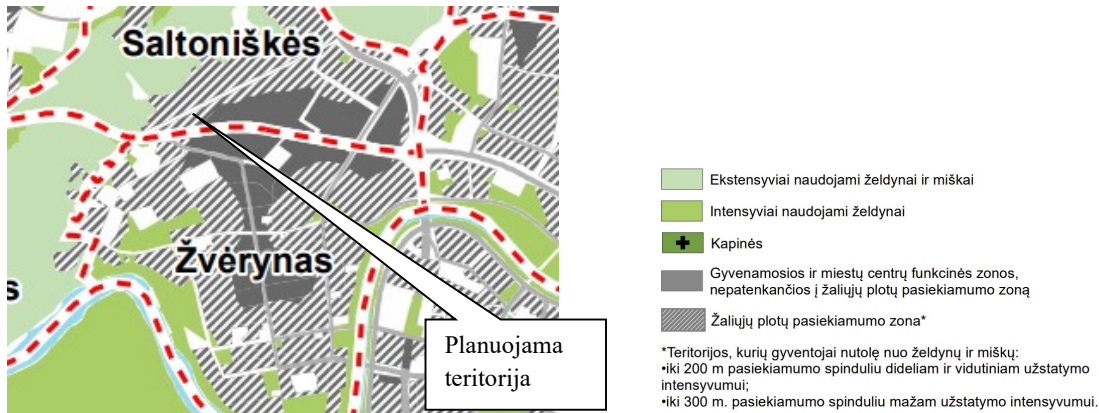 Saltoniškės
Žvėrynas
s
Planuojama
teritorija
Ekstensyviai naudojami želdynai ir miškai
Intensyviai naudojami želdynai
Kapinės
Gyvenamosios ir miestų centrų funkcinės zonos,
nepatenkančios į žaliųjų plotų pasiekiamumo zoną
Žaliųjų plotų pasiekiamumo zona*
*Teritorijos, kurių gyventojai nutolę nuo želdynų ir miškų:
•iki 200 m pasiekiamumo spinduliu dideliam ir vidutiniam užstatymo
intensyvumui;
•iki 300 m. pasiekiamumo spinduliu mažam užstatymo intensyvumui.